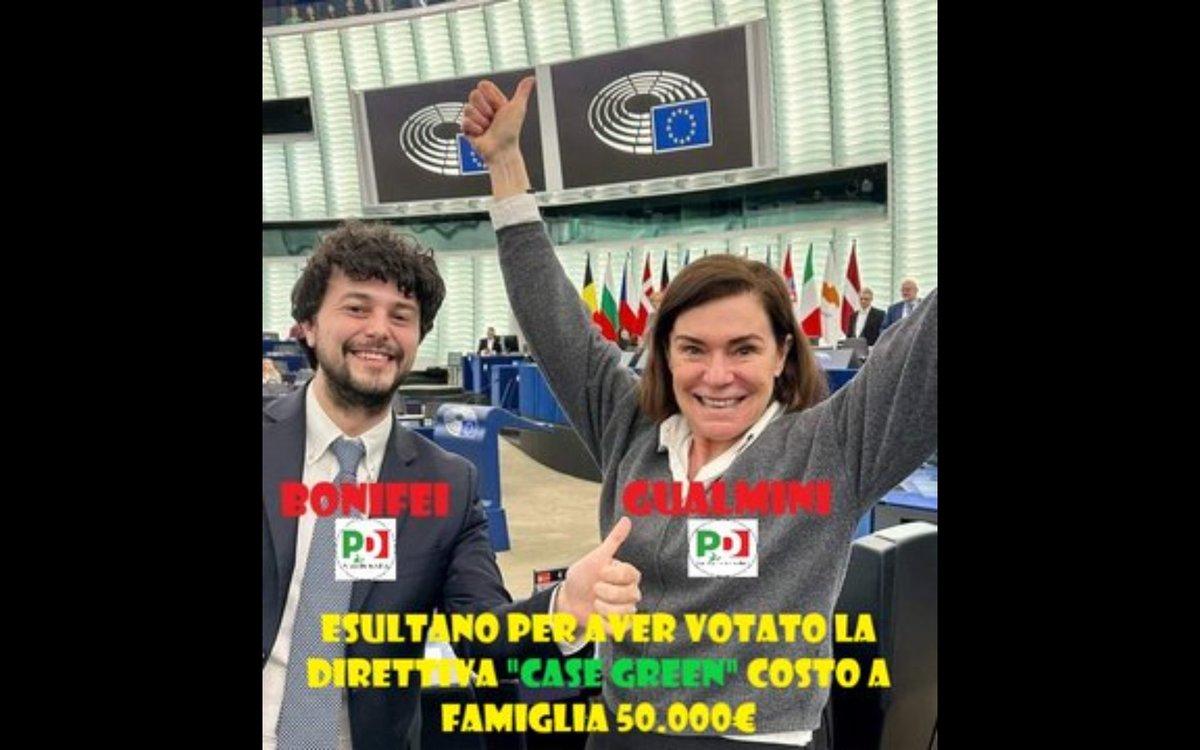 BONIFEI
GUALMINI
PD
PD
ESULTANO PER AVER VOTATO LA
DIRETTIVA "CASE GREEN" COSTO A
FAMIGLIA 50.000€